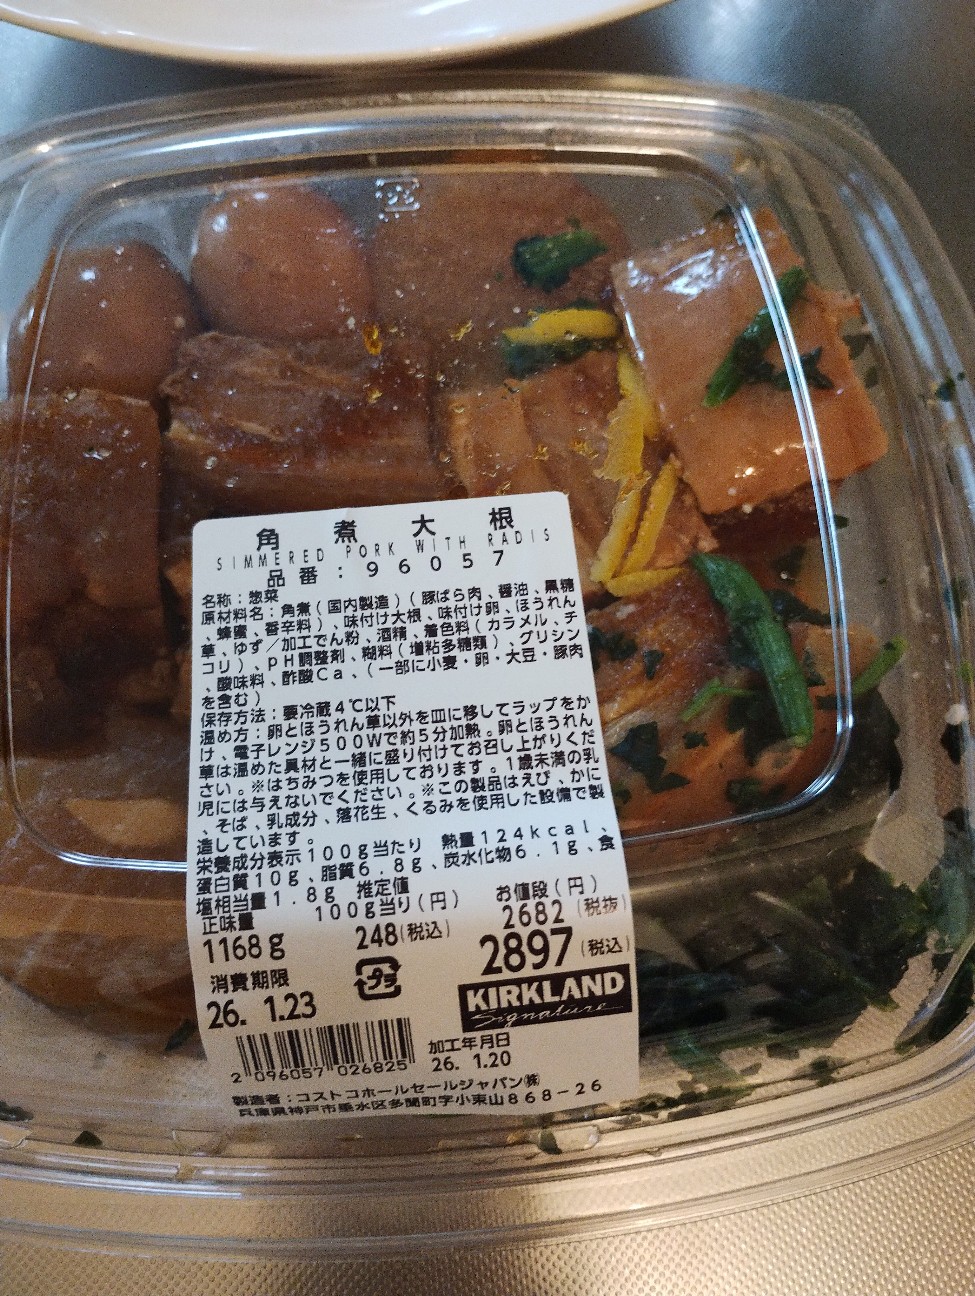 角煮大根
SIMMERED PORK WITH RADIS
品番：96057
名称：惣菜
原材料名：角煮（国内製造）（豚ばら肉、醤油、黒糖
、蜂蜜、香辛料）、味付け大根、味付け卵、ほうれん
草、ゆず／加工でん粉、酒精、着色料（カラメル、チ
コリ）、pH調整剤、糊料（増粘多糖類）、グリシン
、酸味料、酢酸Ca、（一部に小麦・卵・大豆・豚肉
を含む）
保存方法：要冷蔵4℃以下
温め方：卵とほうれん草以外を皿に移してラップをか
け、電子レンジ500Wで約5分加熱。卵とほうれん
草は温めた具材と一緒に盛り付けてお召し上がりくだ
さい。※はちみつを使用しております。1歳未満の乳
児には与えないでください。※この製品はえび、かに
、そば、乳成分、落花生、くるみを使用した設備で製
造しています。
栄養成分表示100g当たり 熱量124kcal、
蛋白質10g、脂質6.8g、炭水化物6.1g、食
塩相当量1.8g 推定値
正味量 100g当り(円) お値段(円)
1168g 248(税込) 2682(税抜)
2897(税込)
消費期限
26. 1.23
プラ
KIRKLAND
Signature
加工年月日
26. 1.20
2 096057 026825
製造者：コストコホールセールジャパン㈱
兵庫県神戸市垂水区多聞町字小束山868-26